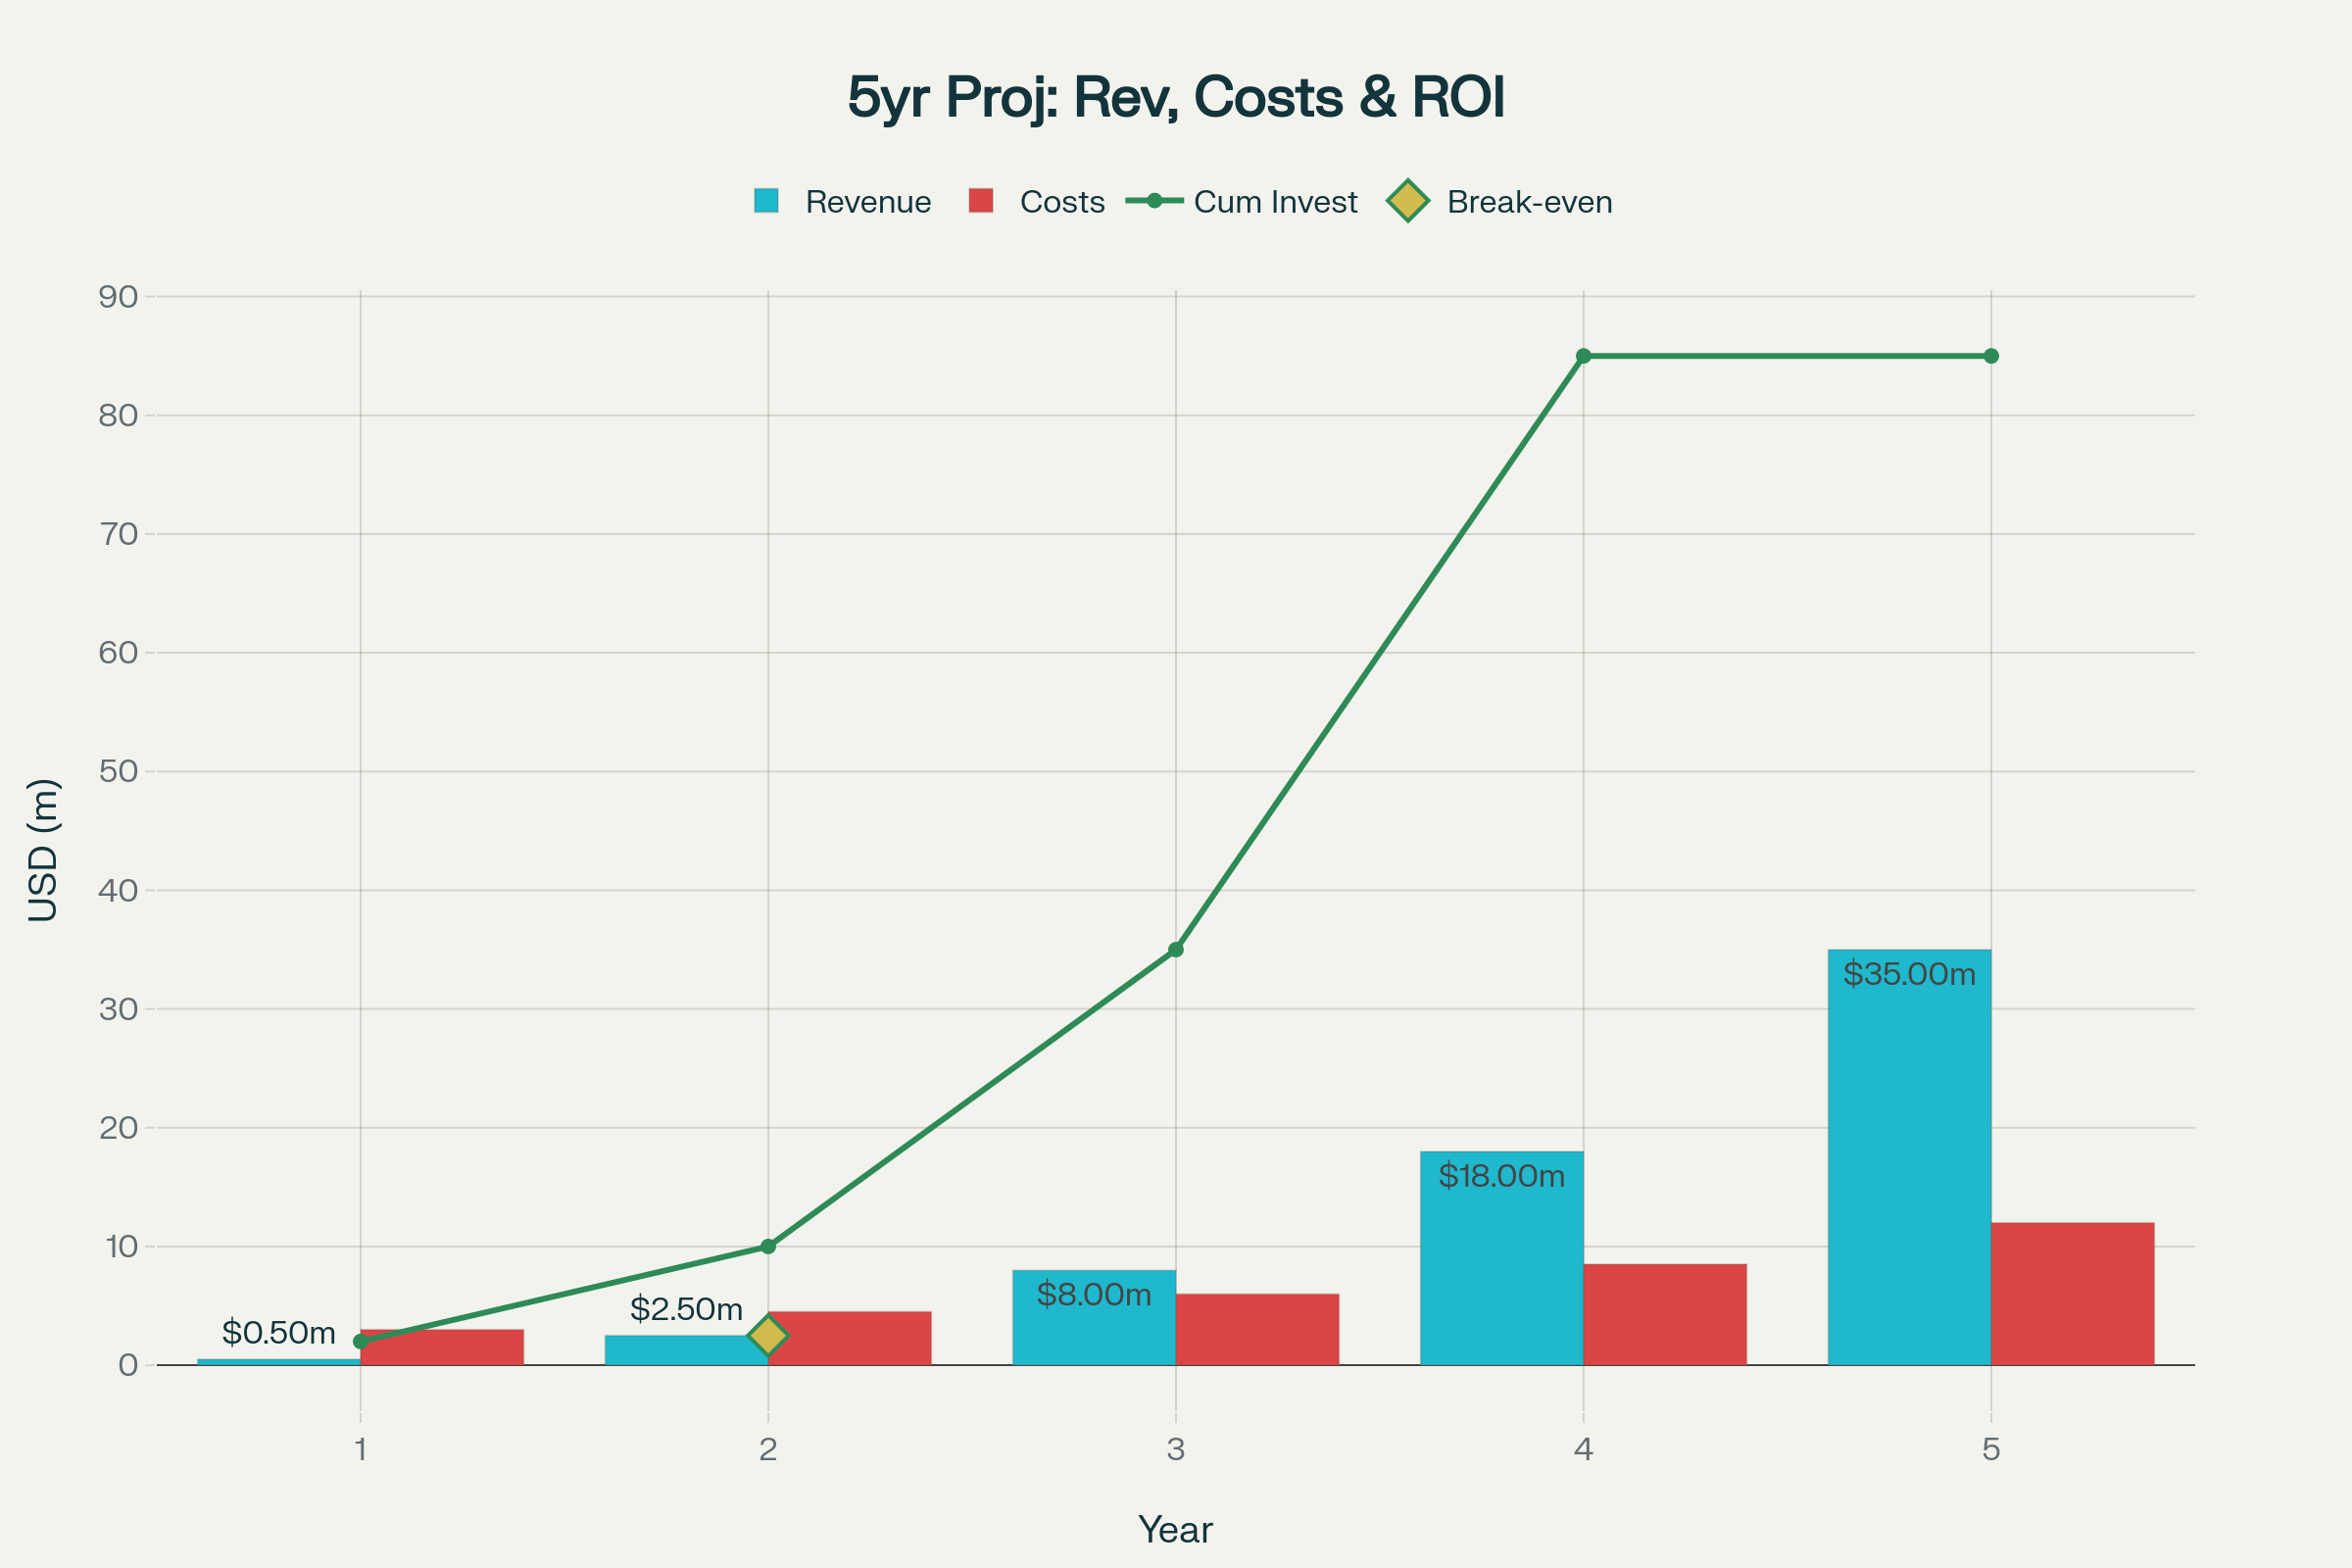 5yr Proj: Rev, Costs & ROI
Revenue Costs Cum Invest Break-even
90
80
70
60
50
40
30
20
10
0
USD (m)
$0.50m
$2.50m
$8.00m
$18.00m
$35.00m
1 2 3 4 5
Year